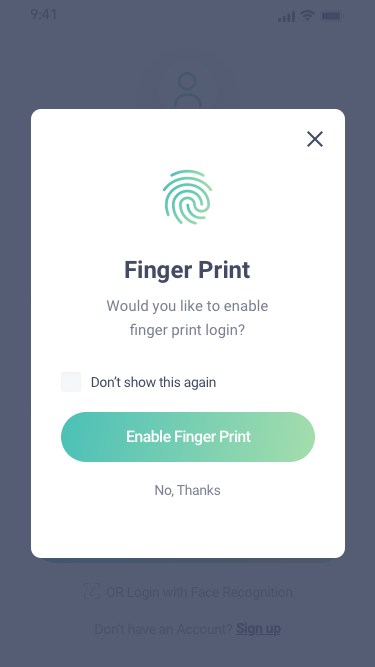 9:41
Finger Print
Would you like to enable
finger print login?
Don't show this again
Enable Finger Print
No, Thanks
OR Login with Face Recognition
Don't have an Account? Sign up